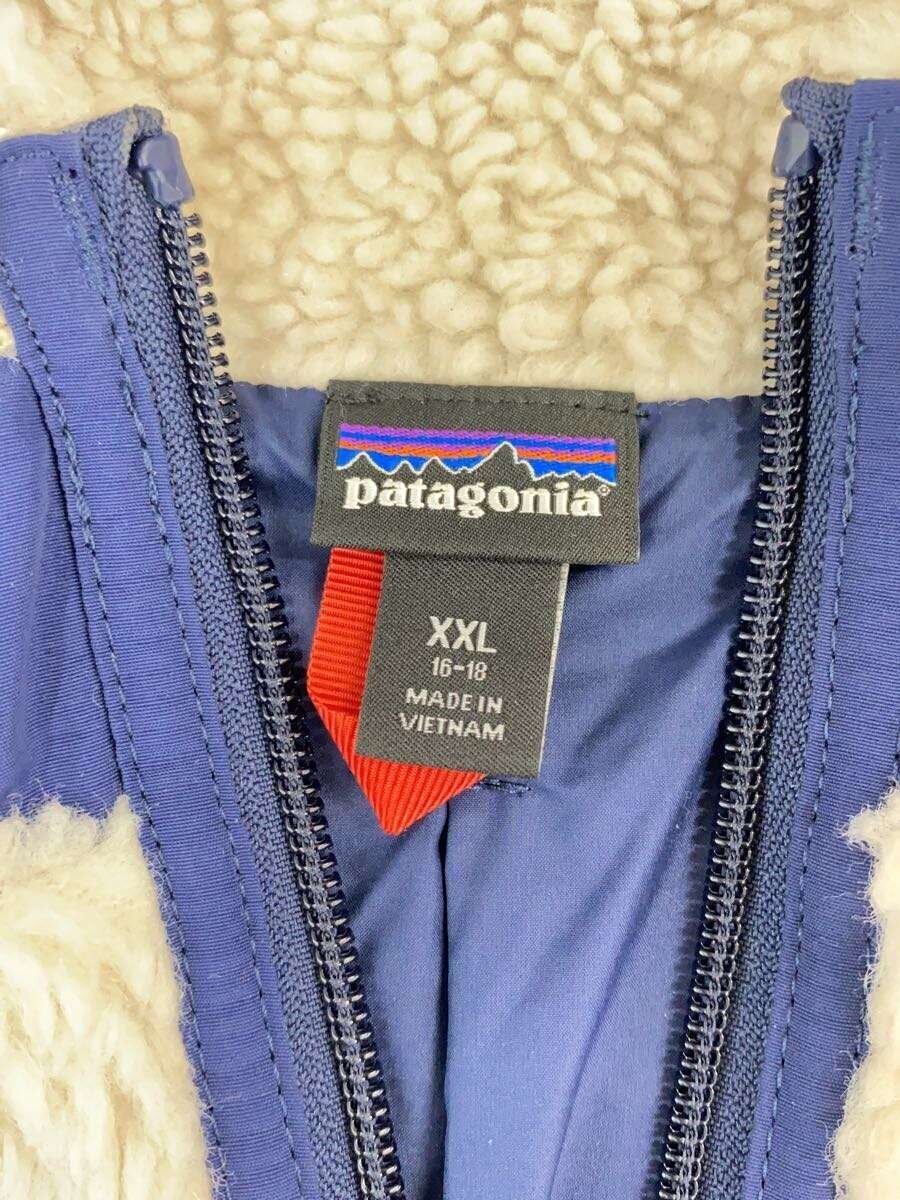 patagonia®
XXL
16-18
MADE IN
VIETNAM